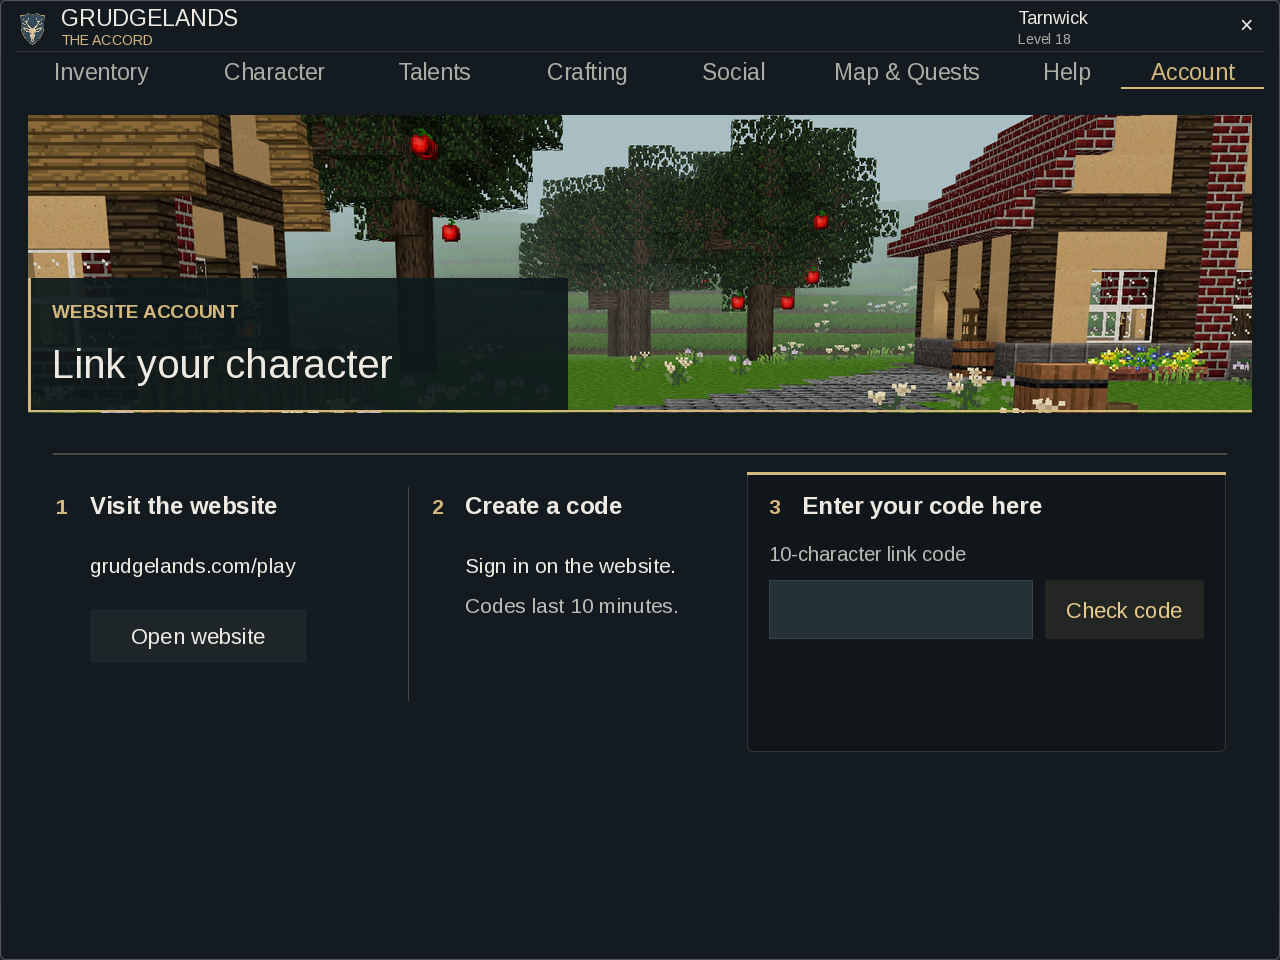 GRUDGELANDS
THE ACCORD
Tarnwick
Level 18
×
Inventory
Character
Talents
Crafting
Social
Map & Quests
Help
Account
WEBSITE ACCOUNT
Link your character
1 Visit the website
grudgelands.com/play
Open website
2 Create a code
Sign in on the website.
Codes last 10 minutes.
3 Enter your code here
10-character link code
Check code